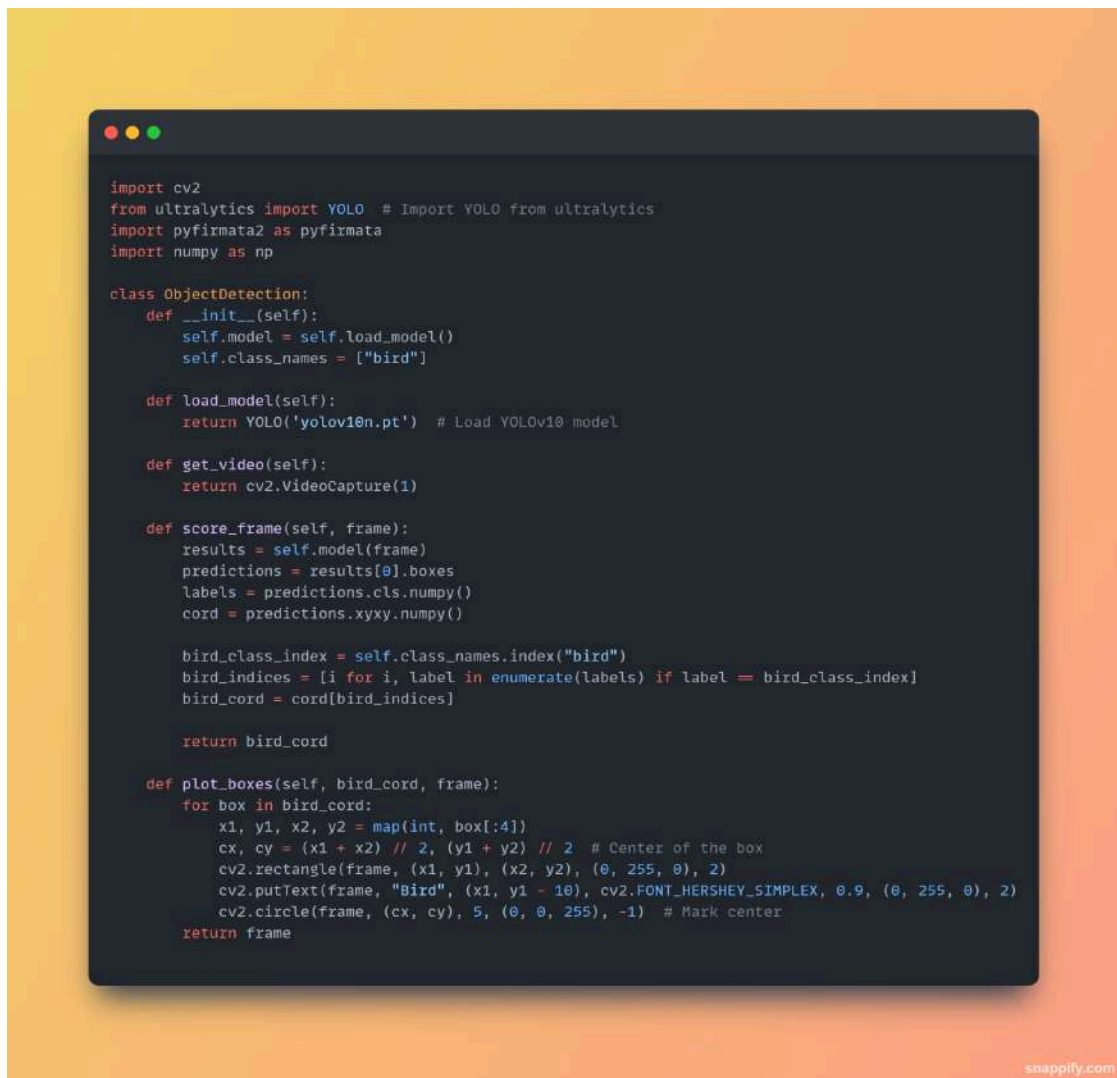 import cv2
from ultralytics import YOLO  # Import YOLO from ultralytics
import pyfirmata2 as pyfirmata
import numpy as np

class ObjectDetection:
    def __init__(self):
        self.model = self.load_model()
        self.class_names = ["bird"]

    def load_model(self):
        return YOLO('yolov10n.pt')  # Load YOLOv10 model

    def get_video(self):
        return cv2.VideoCapture(1)

    def score_frame(self, frame):
        results = self.model(frame)
        predictions = results[0].boxes
        labels = predictions.cls.numpy()
        cord = predictions.xyxy.numpy()

        bird_class_index = self.class_names.index("bird")
        bird_indices = [i for i, label in enumerate(labels) if label == bird_class_index]
        bird_cord = cord[bird_indices]

        return bird_cord

    def plot_boxes(self, bird_cord, frame):
        for box in bird_cord:
            x1, y1, x2, y2 = map(int, box[:4])
            cx, cy = (x1 + x2) // 2, (y1 + y2) // 2  # Center of the box
            cv2.rectangle(frame, (x1, y1), (x2, y2), (0, 255, 0), 2)
            cv2.putText(frame, "Bird", (x1, y1 - 10), cv2.FONT_HERSHEY_SIMPLEX, 0.9, (0, 255, 0), 2)
            cv2.circle(frame, (cx, cy), 5, (0, 0, 255), -1)  # Mark center
        return frame
snappify.com